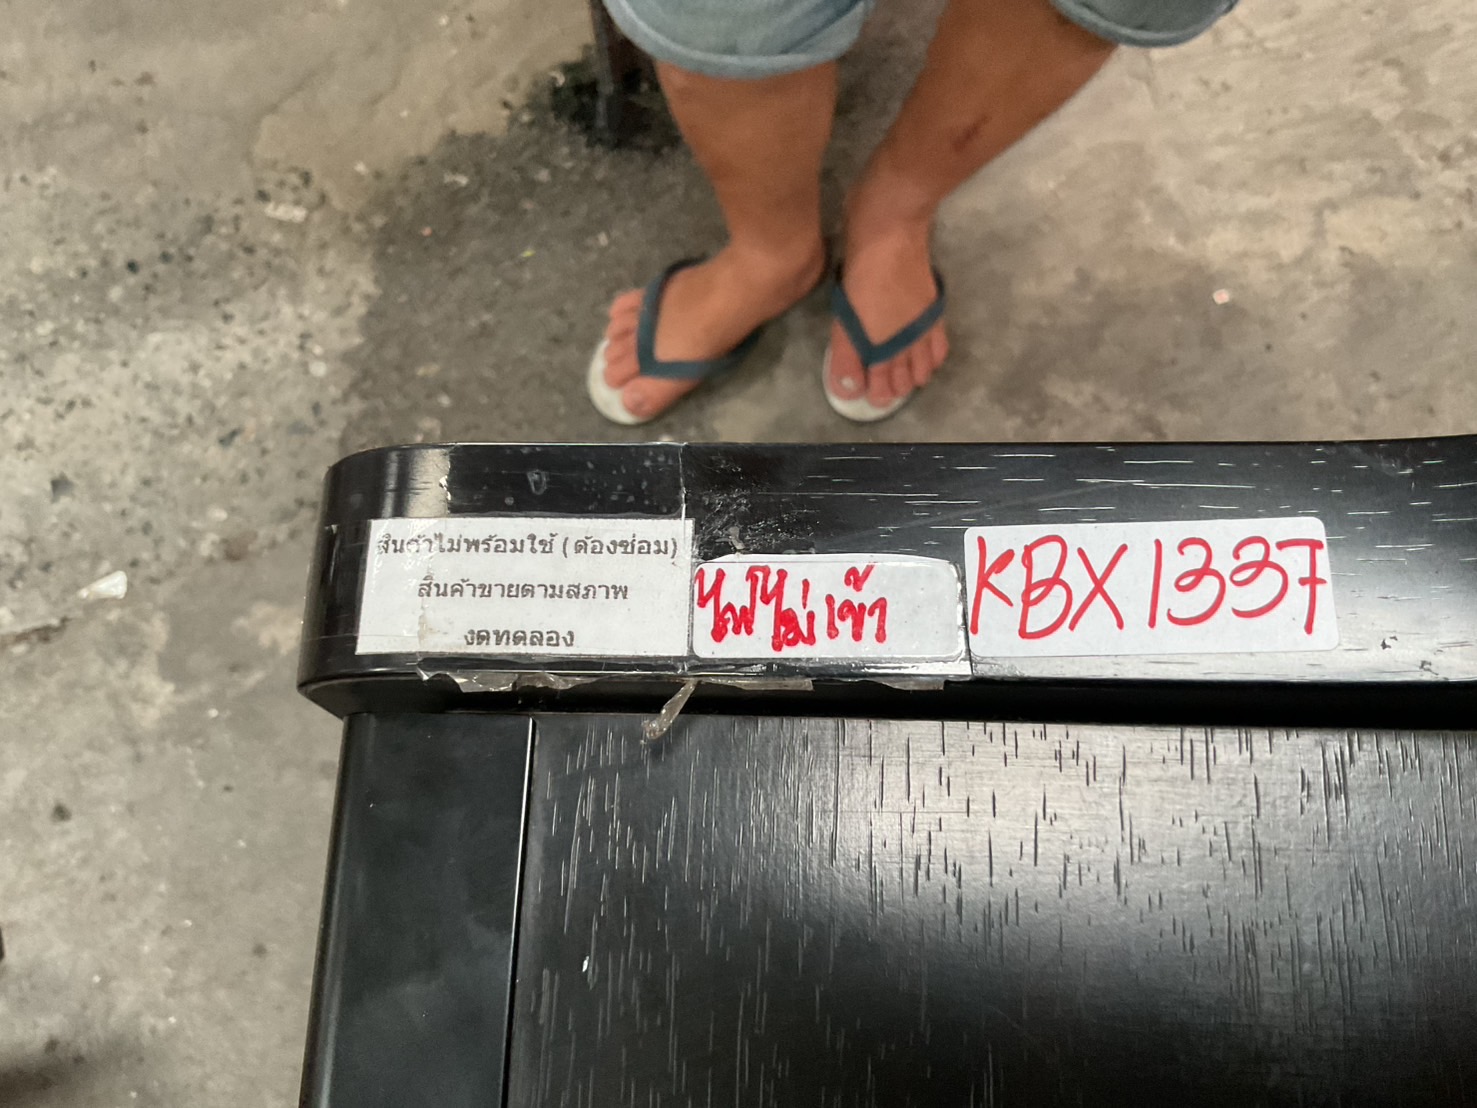 สินค้าไม่พร้อมใช้ (ต้องซ่อม)
สินค้าขายตามสภาพ
งดทดลอง
ไฟไม่เข้า
KBX1337